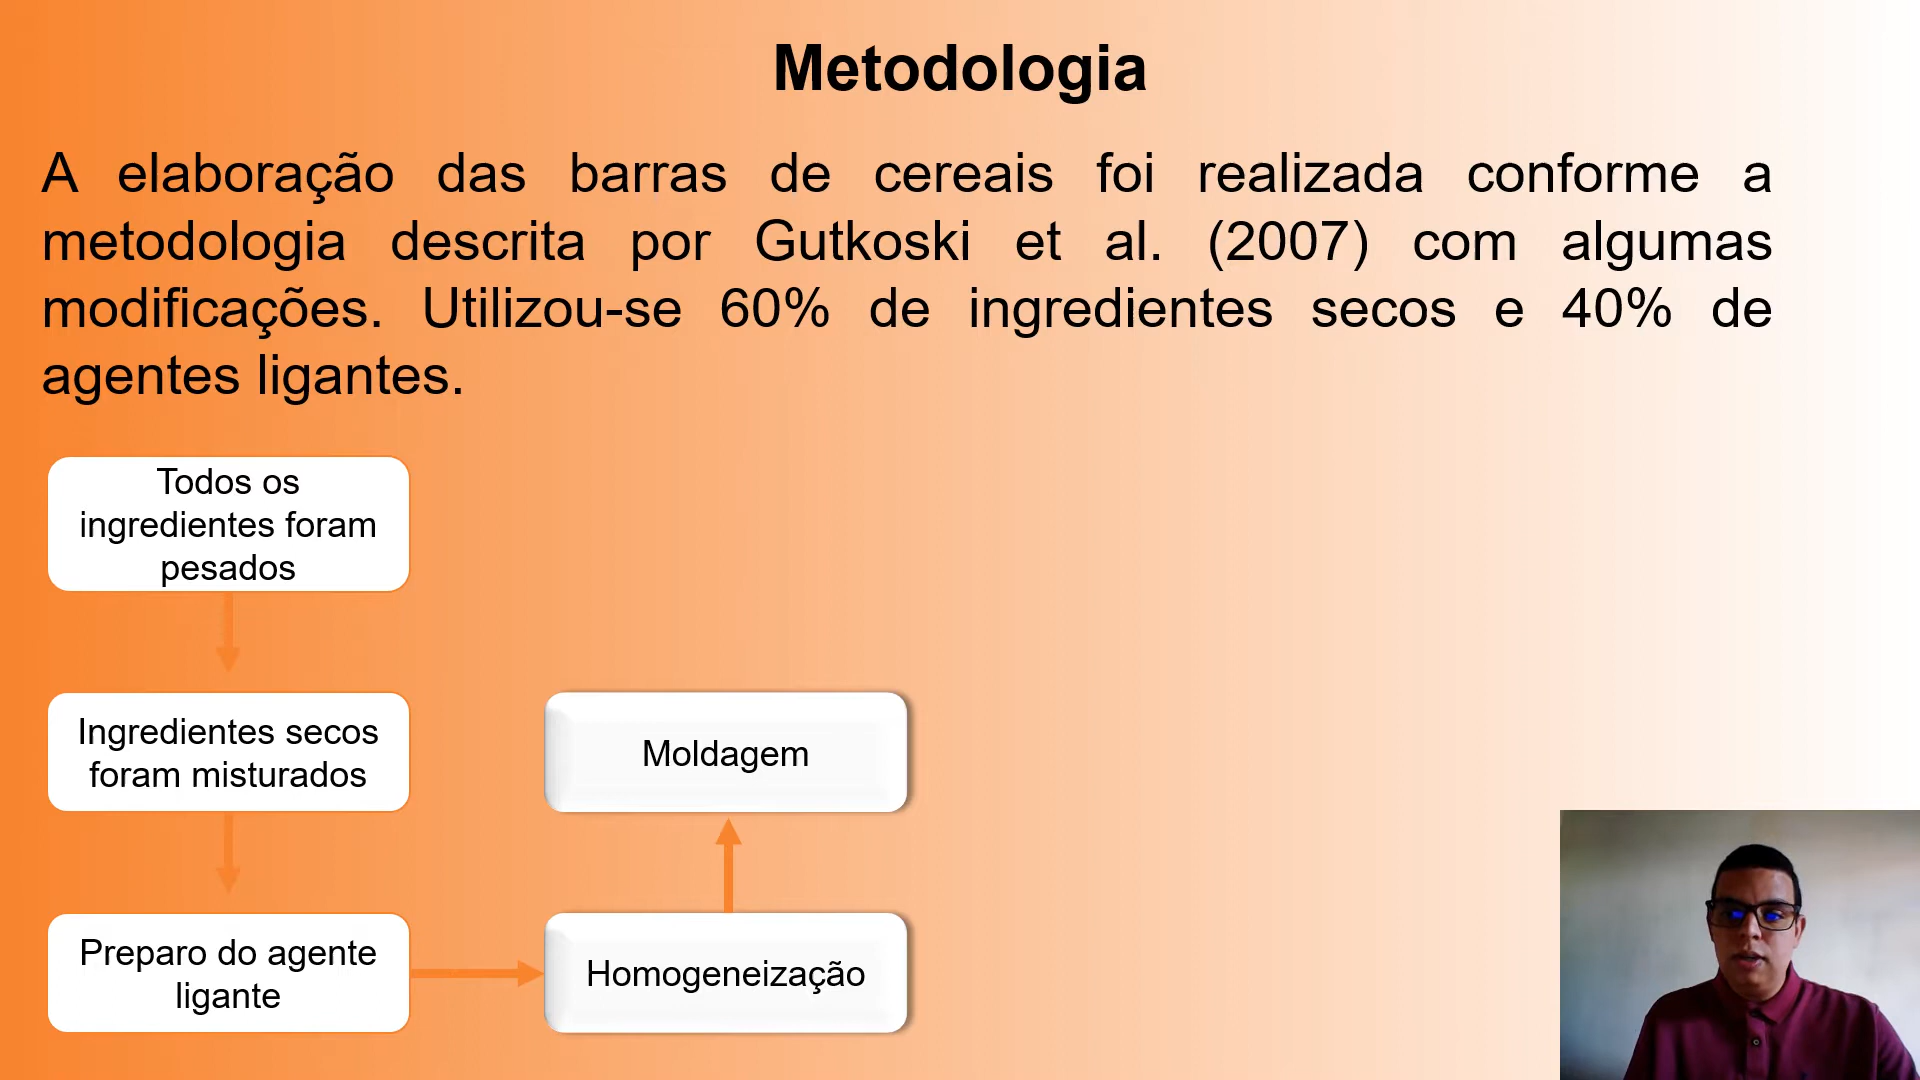 Metodologia
A elaboração das barras de cereais foi realizada conforme a
metodologia descrita por Gutkoski et al. (2007) com algumas
modificações. Utilizou-se 60% de ingredientes secos e 40% de
agentes ligantes.
Todos os
ingredientes foram
pesados
Ingredientes secos
foram misturados
Preparo do agente
ligante
Homogeneização
Moldagem